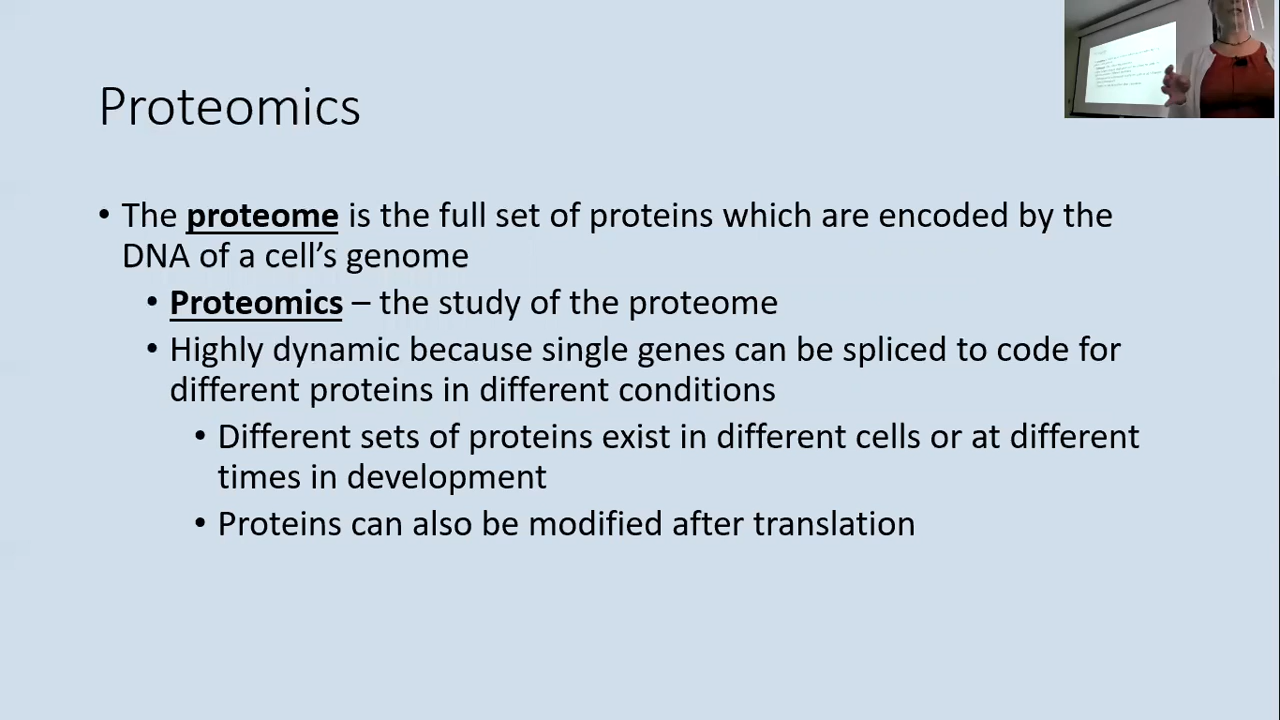 Proteomics
• The proteome is the full set of proteins which are encoded by the
DNA of a cell’s genome
• Proteomics – the study of the proteome
• Highly dynamic because single genes can be spliced to code for
different proteins in different conditions
• Different sets of proteins exist in different cells or at different
times in development
• Proteins can also be modified after translation